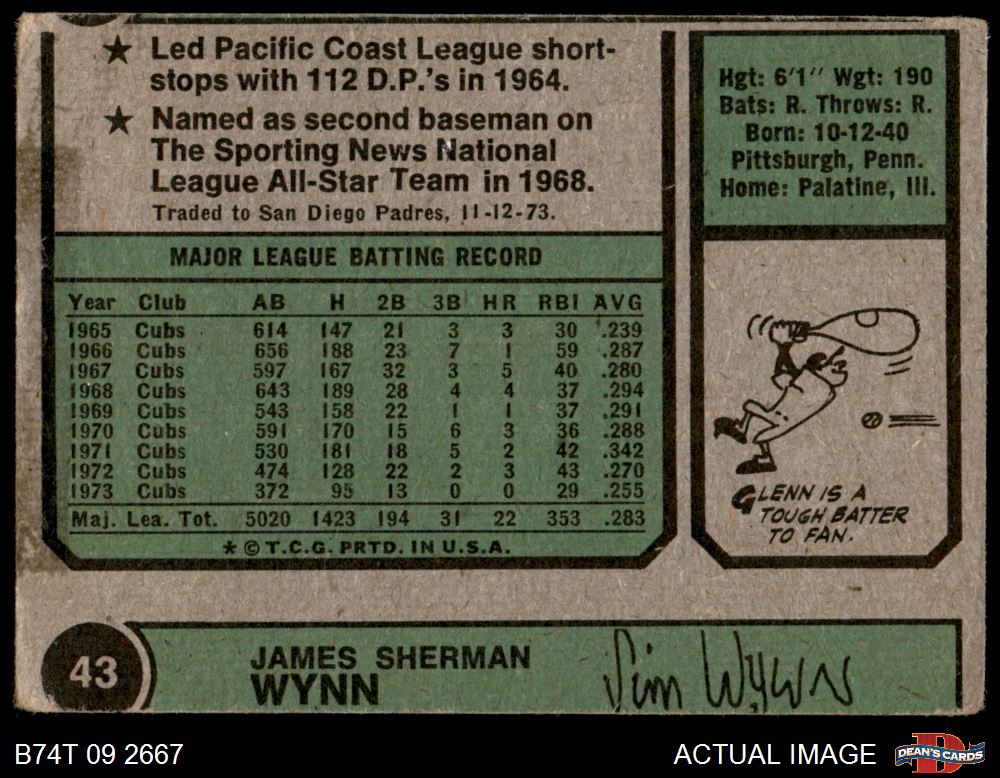 ★ Led Pacific Coast League short-
stops with 112 D.P.'s in 1964.
★ Named as second baseman on
The Sporting News National
League All-Star Team in 1968.
Traded to San Diego Padres, 11-12-73.
MAJOR LEAGUE BATTING RECORD
Year Club AB H 2B 3B HR RBI AVG
1965 Cubs 614 147 21 3 3 30 .239
1966 Cubs 656 188 23 7 1 59 .287
1967 Cubs 597 167 32 3 5 40 .280
1968 Cubs 643 189 28 4 4 37 .294
1969 Cubs 543 158 22 1 1 37 .291
1970 Cubs 591 170 15 6 3 36 .288
1971 Cubs 530 181 18 5 2 42 .342
1972 Cubs 474 128 22 2 3 43 .270
1973 Cubs 372 95 13 0 0 29 .255
Maj. Lea. Tot. 5020 1423 194 31 22 353 .283
★ © T.C.G. PRTD. IN U.S.A.
Hgt: 6'1" Wgt: 190
Bats: R. Throws: R.
Born: 10-12-40
Pittsburgh, Penn.
Home: Palatine, Ill.
GLENN IS A
TOUGH BATTER
TO FAN.
43
JAMES SHERMAN
WYNN
Jim Wynn
B74T 09 2667
ACTUAL IMAGE
DEAN'S CARDS